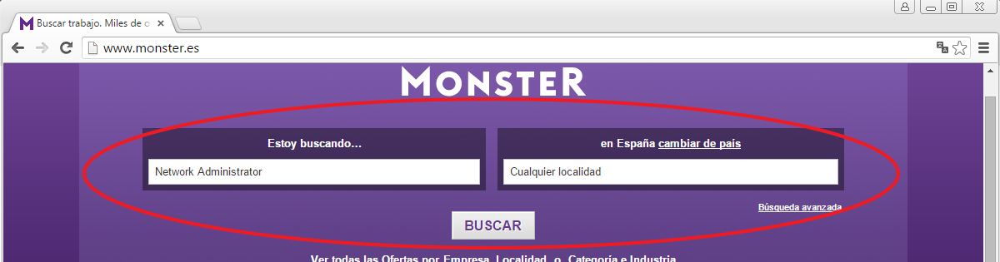 Buscar trabajo. Miles de o
www.monster.es
MONSTER
Estoy buscando...
en España cambiar de país
Network Administrator
Cualquier localidad
Búsqueda avanzada
BUSCAR
Ver todas las Ofertas por Empresa, Localidad, o, Categoría e Industria